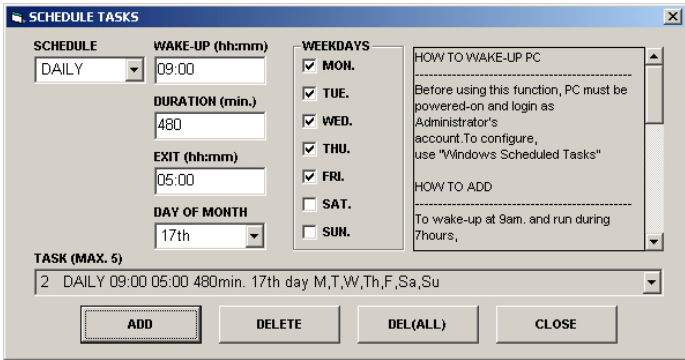 SCHEDULE TASKS
SCHEDULE
DAILY
WAKE-UP (hh:mm)
09:00
DURATION (min.)
480
EXIT (hh:mm)
05:00
DAY OF MONTH
17th
WEEKDAYS
MON.
TUE.
WED.
THU.
FRI.
SAT.
SUN.
HOW TO WAKE-UP PC
------------------------------------------------------
Before using this function, PC must be
powered-on and login as
Administrator's
account.To configure,
use "Windows Scheduled Tasks"
HOW TO ADD
------------------------------------------------------
To wake-up at 9am. and run during
7hours,
TASK (MAX. 5)
2 DAILY 09:00 05:00 480min. 17th day M,T,W,Th,F,Sa,Su
ADD
DELETE
DEL(ALL)
CLOSE